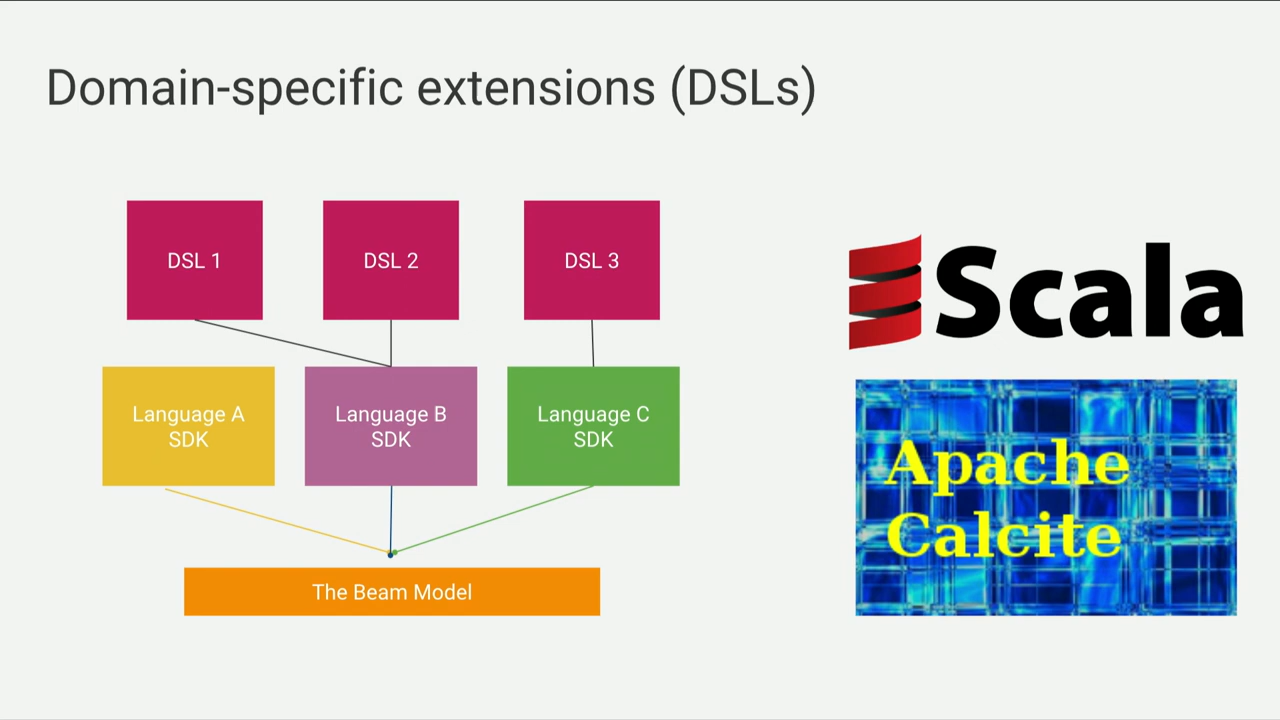 Domain-specific extensions (DSLs)
DSL 1
DSL 2
DSL 3
Language A
SDK
Language B
SDK
Language C
SDK
The Beam Model
Scala
Apache
Calcite